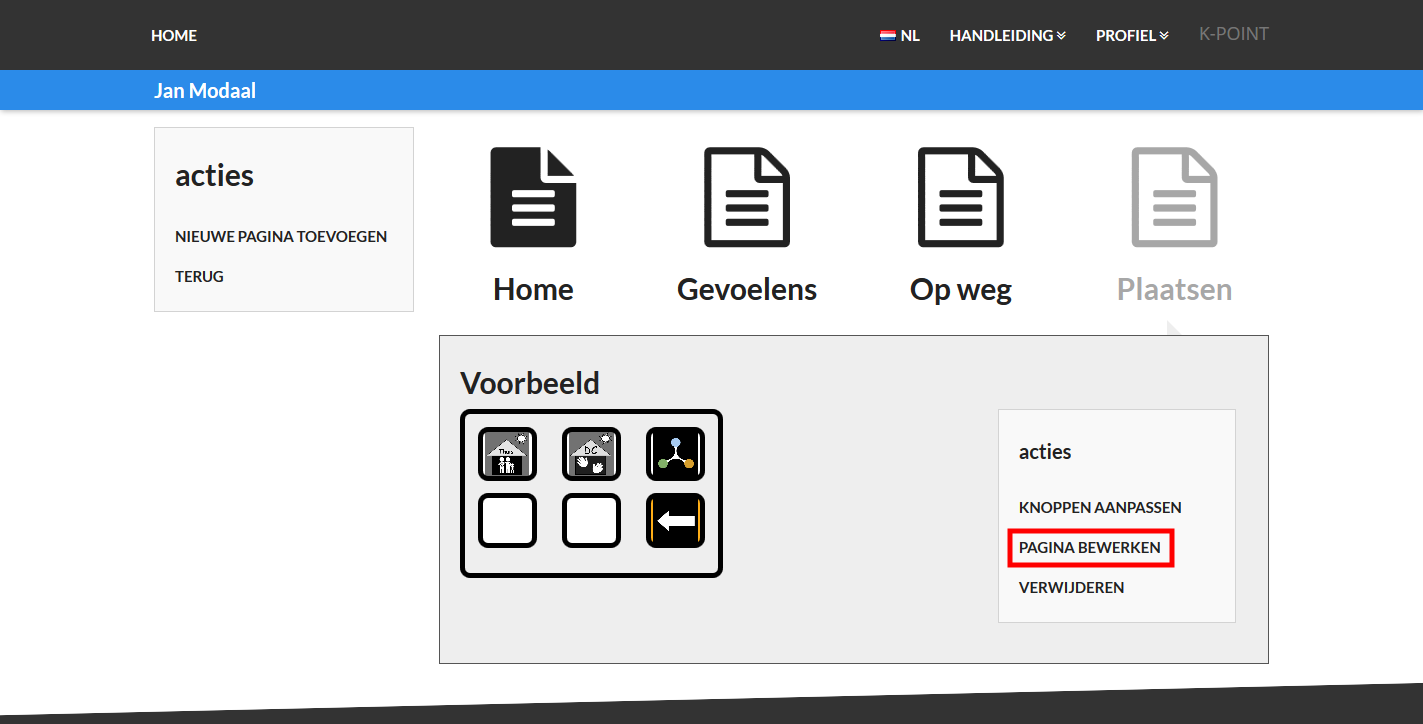 HOME
NL HANDLEIDING PROFIEL K-POINT
Jan Modaal
acties
NIEUWE PAGINA TOEVOEGEN
TERUG
Home Gevoelens Op weg Plaatsen
Voorbeeld
Thuis DC
acties
KNOPPEN AANPASSEN
PAGINA BEWERKEN
VERWIJDEREN